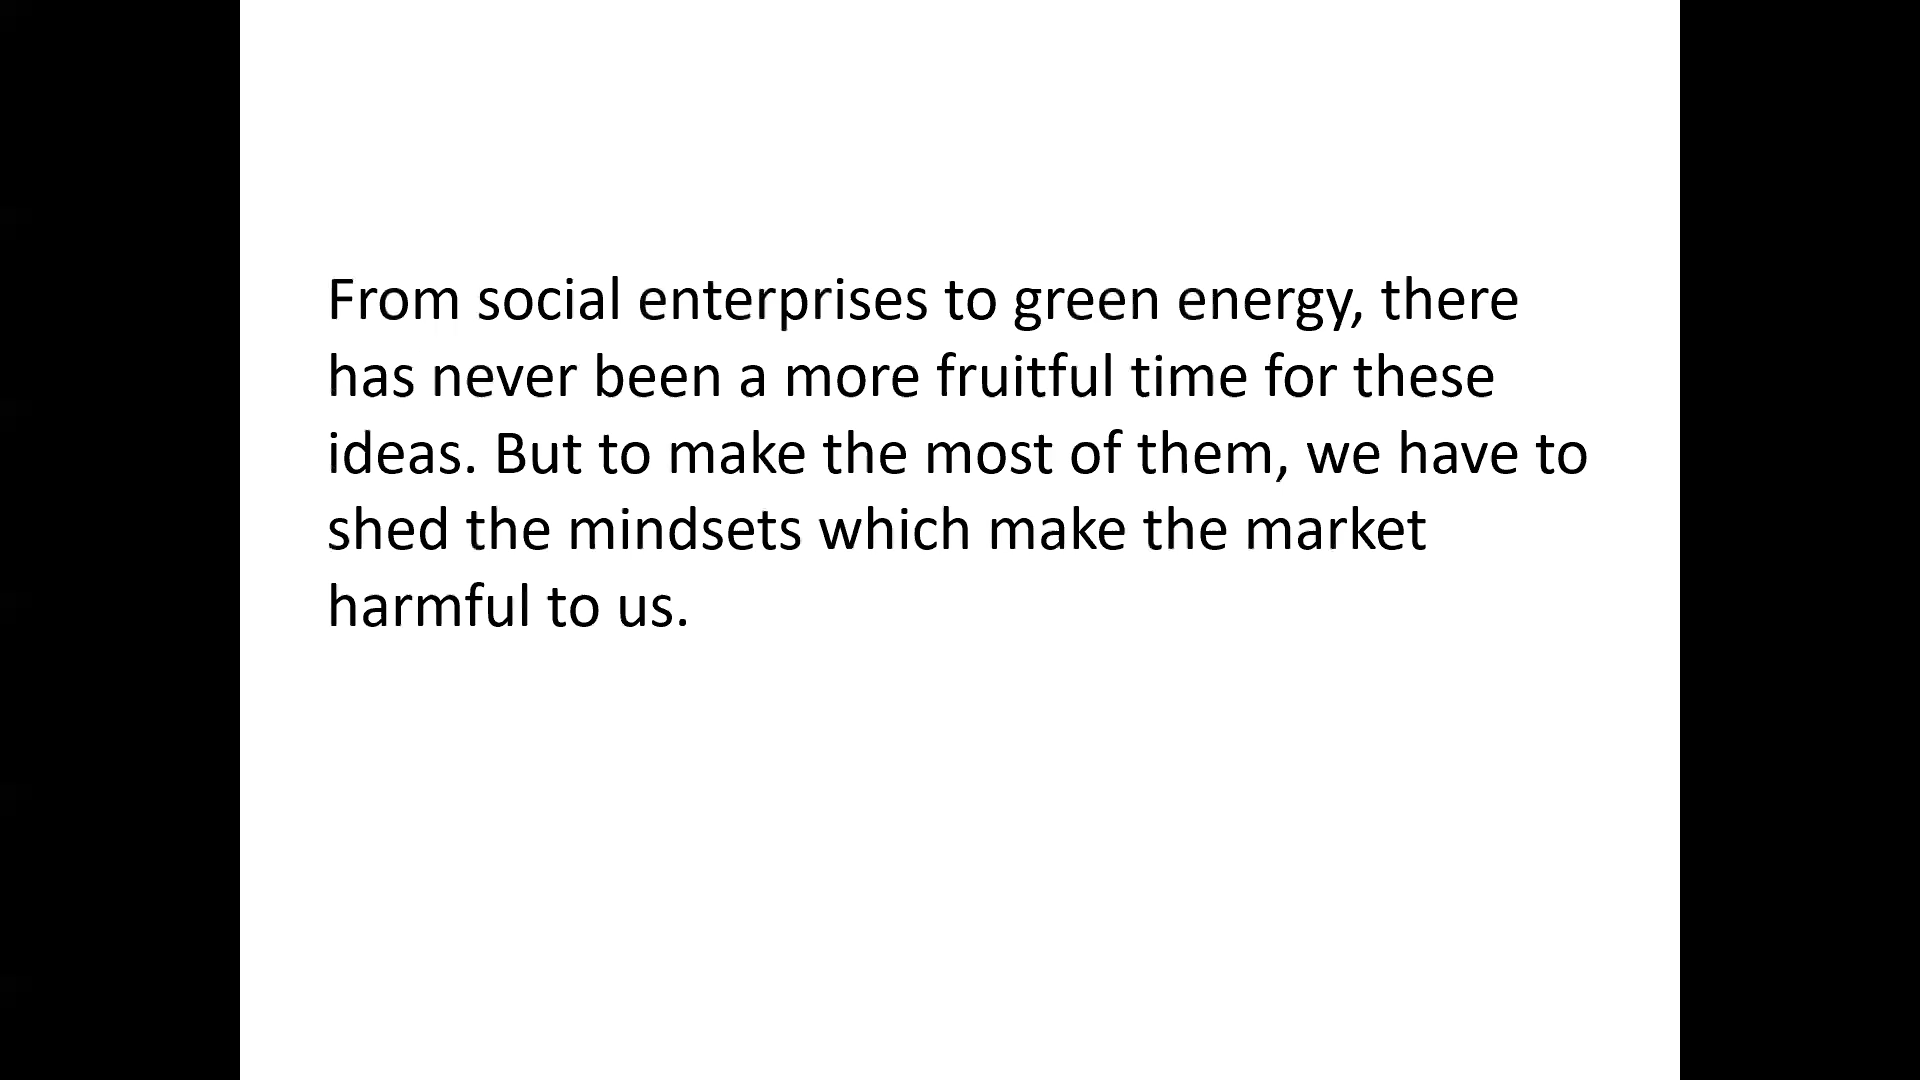 From social enterprises to green energy, there
has never been a more fruitful time for these
ideas. But to make the most of them, we have to
shed the mindsets which make the market
harmful to us.